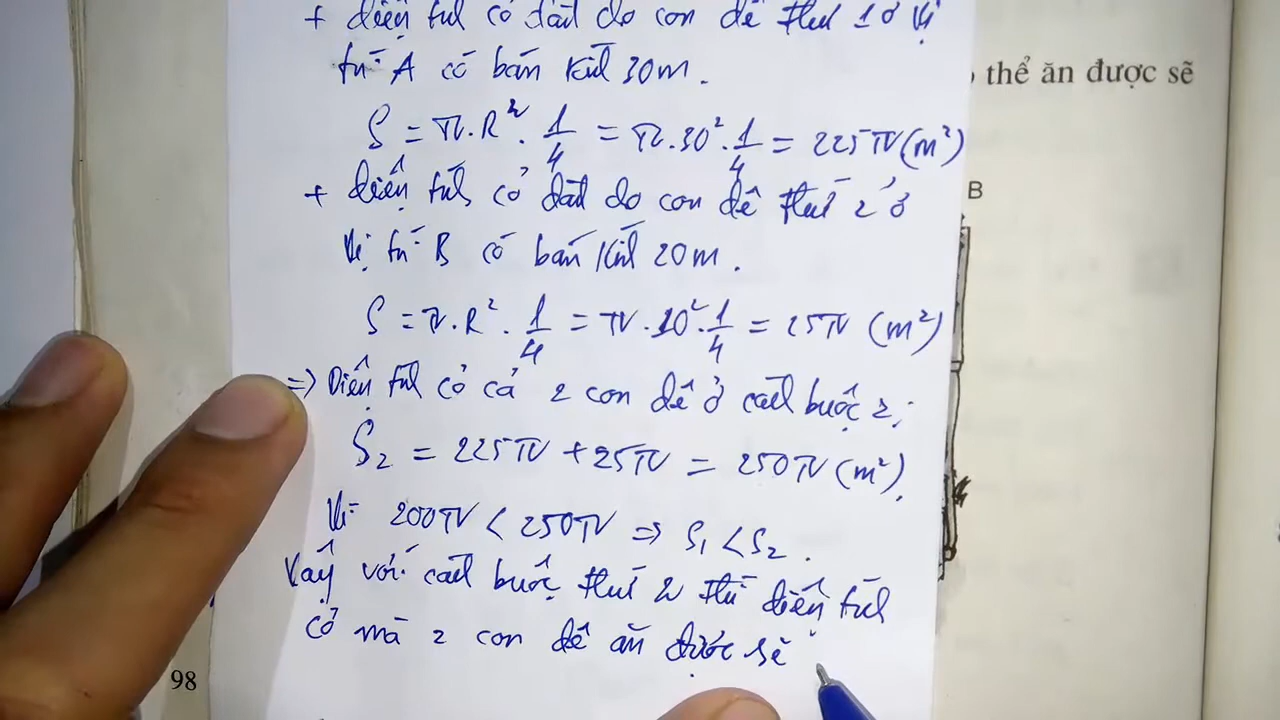 + diện tích cỏ dành cho con dê thứ 1 ở vị
trí A có bán kính 30m.
S = π.R². 1/4 = π.30². 1/4 = 225π (m²)
+ diện tích cỏ dành cho con dê thứ 2 ở
vị trí B có bán kính 20m.
S = π.R². 1/4 = π.10². 1/4 = 25π (m²)
=> Diện tích cỏ cả 2 con dê ở cách buộc 2:
S₂ = 225π + 25π = 250π (m²).
Vì 200π < 250π => S₁ < S₂.
Vậy với cách buộc thứ 2 thì diện tích
cỏ mà 2 con dê ăn được sẽ
thể ăn được sẽ
B
98